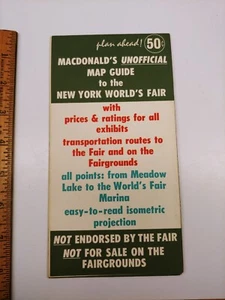 plan ahead! 50¢
MACDONALD'S UNOFFICIAL
MAP GUIDE
to the
NEW YORK WORLD'S FAIR
with
prices & ratings for all
exhibits
transportation routes to
the Fair and on the
Fairgrounds
all points: from Meadow
Lake to the World's Fair
Marina
easy-to-read isometric
projection
NOT ENDORSED BY THE FAIR
NOT FOR SALE ON THE
FAIRGROUNDS